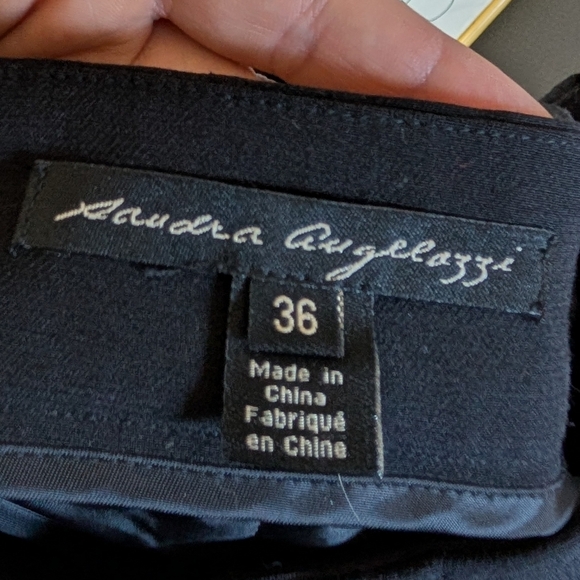 Sandra Angelozzi
36
Made in
China
Fabriqué
en Chine